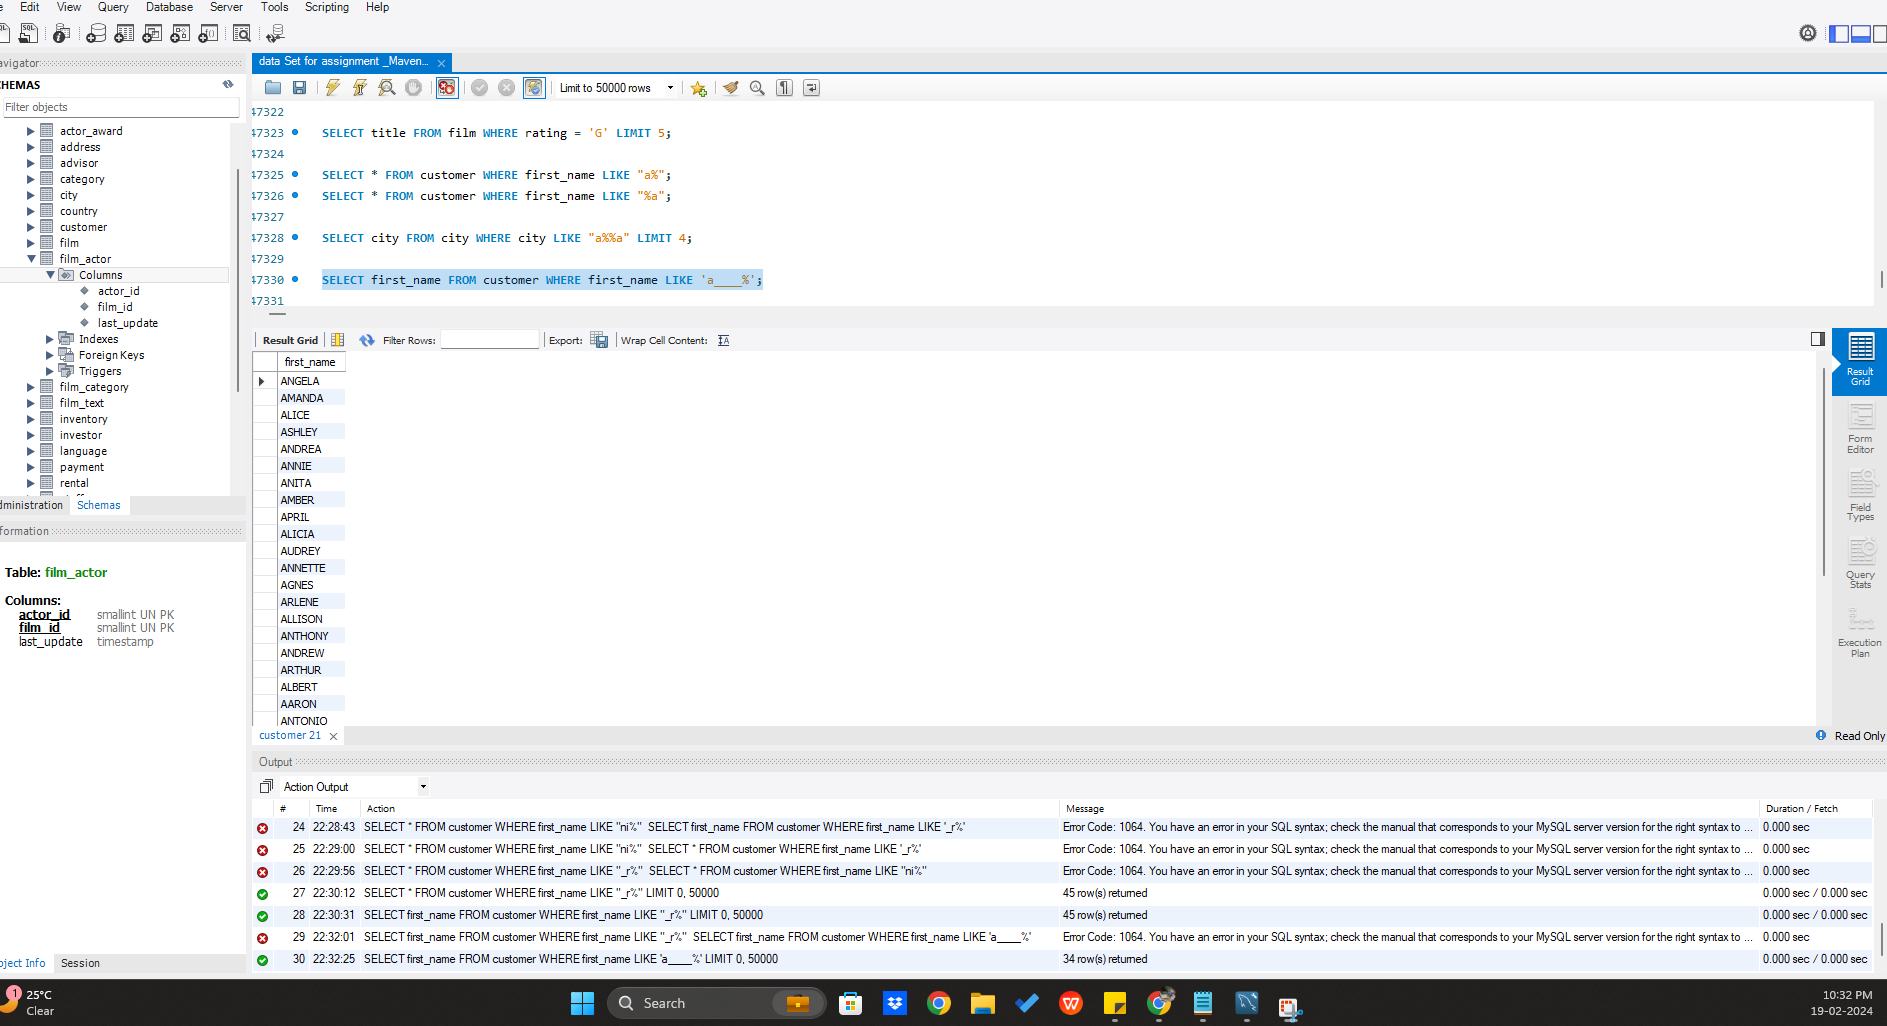 Edit View Query Database Server Tools Scripting Help
avigator
CHEMAS
Filter objects
actor_award
address
advisor
category
city
country
customer
film
film_actor
Columns
actor_id
film_id
last_update
Indexes
Foreign Keys
Triggers
film_category
film_text
inventory
investor
language
payment
rental
dministration Schemas
formation
Table: film_actor
Columns:
actor_id smallint UN PK
film_id smallint UN PK
last_update timestamp
bject Info Session
data Set for assignment _Maven...
Limit to 50000 rows
47322
47323 SELECT title FROM film WHERE rating = 'G' LIMIT 5;
47324
47325 SELECT * FROM customer WHERE first_name LIKE "a%";
47326 SELECT * FROM customer WHERE first_name LIKE "%a";
47327
47328 SELECT city FROM city WHERE city LIKE "a%%a" LIMIT 4;
47329
47330 SELECT first_name FROM customer WHERE first_name LIKE 'a____%';
47331
Result Grid Filter Rows: Export: Wrap Cell Content:
first_name
ANGELA
AMANDA
ALICE
ASHLEY
ANDREA
ANNIE
ANITA
AMBER
APRIL
ALICIA
AUDREY
ANNETTE
AGNES
ARLENE
ALLISON
ANTHONY
ANDREW
ARTHUR
ALBERT
AARON
ANTONIO
Result
Grid
Form
Editor
Field
Types
Query
Stats
Execution
Plan
customer 21 Read Only
Output
Action Output
# Time Action Message Duration / Fetch
24 22:28:43 SELECT * FROM customer WHERE first_name LIKE "ni%" SELECT first_name FROM customer WHERE first_name LIKE '_r%' Error Code: 1064. You have an error in your SQL syntax; check the manual that corresponds to your MySQL server version for the right syntax to ... 0.000 sec
25 22:29:00 SELECT * FROM customer WHERE first_name LIKE "ni%" SELECT * FROM customer WHERE first_name LIKE '_r%' Error Code: 1064. You have an error in your SQL syntax; check the manual that corresponds to your MySQL server version for the right syntax to ... 0.000 sec
26 22:29:56 SELECT * FROM customer WHERE first_name LIKE "_r%" SELECT * FROM customer WHERE first_name LIKE "ni%" Error Code: 1064. You have an error in your SQL syntax; check the manual that corresponds to your MySQL server version for the right syntax to ... 0.000 sec
27 22:30:12 SELECT * FROM customer WHERE first_name LIKE "_r%" LIMIT 0, 50000 45 row(s) returned 0.000 sec / 0.000 sec
28 22:30:31 SELECT first_name FROM customer WHERE first_name LIKE "_r%" LIMIT 0, 50000 45 row(s) returned 0.000 sec / 0.000 sec
29 22:32:01 SELECT first_name FROM customer WHERE first_name LIKE "_r%" SELECT first_name FROM customer WHERE first_name LIKE 'a____%' Error Code: 1064. You have an error in your SQL syntax; check the manual that corresponds to your MySQL server version for the right syntax to ... 0.000 sec
30 22:32:25 SELECT first_name FROM customer WHERE first_name LIKE 'a____%' LIMIT 0, 50000 34 row(s) returned 0.000 sec / 0.000 sec
1
25°C
Clear
Search
10:32 PM
19-02-2024